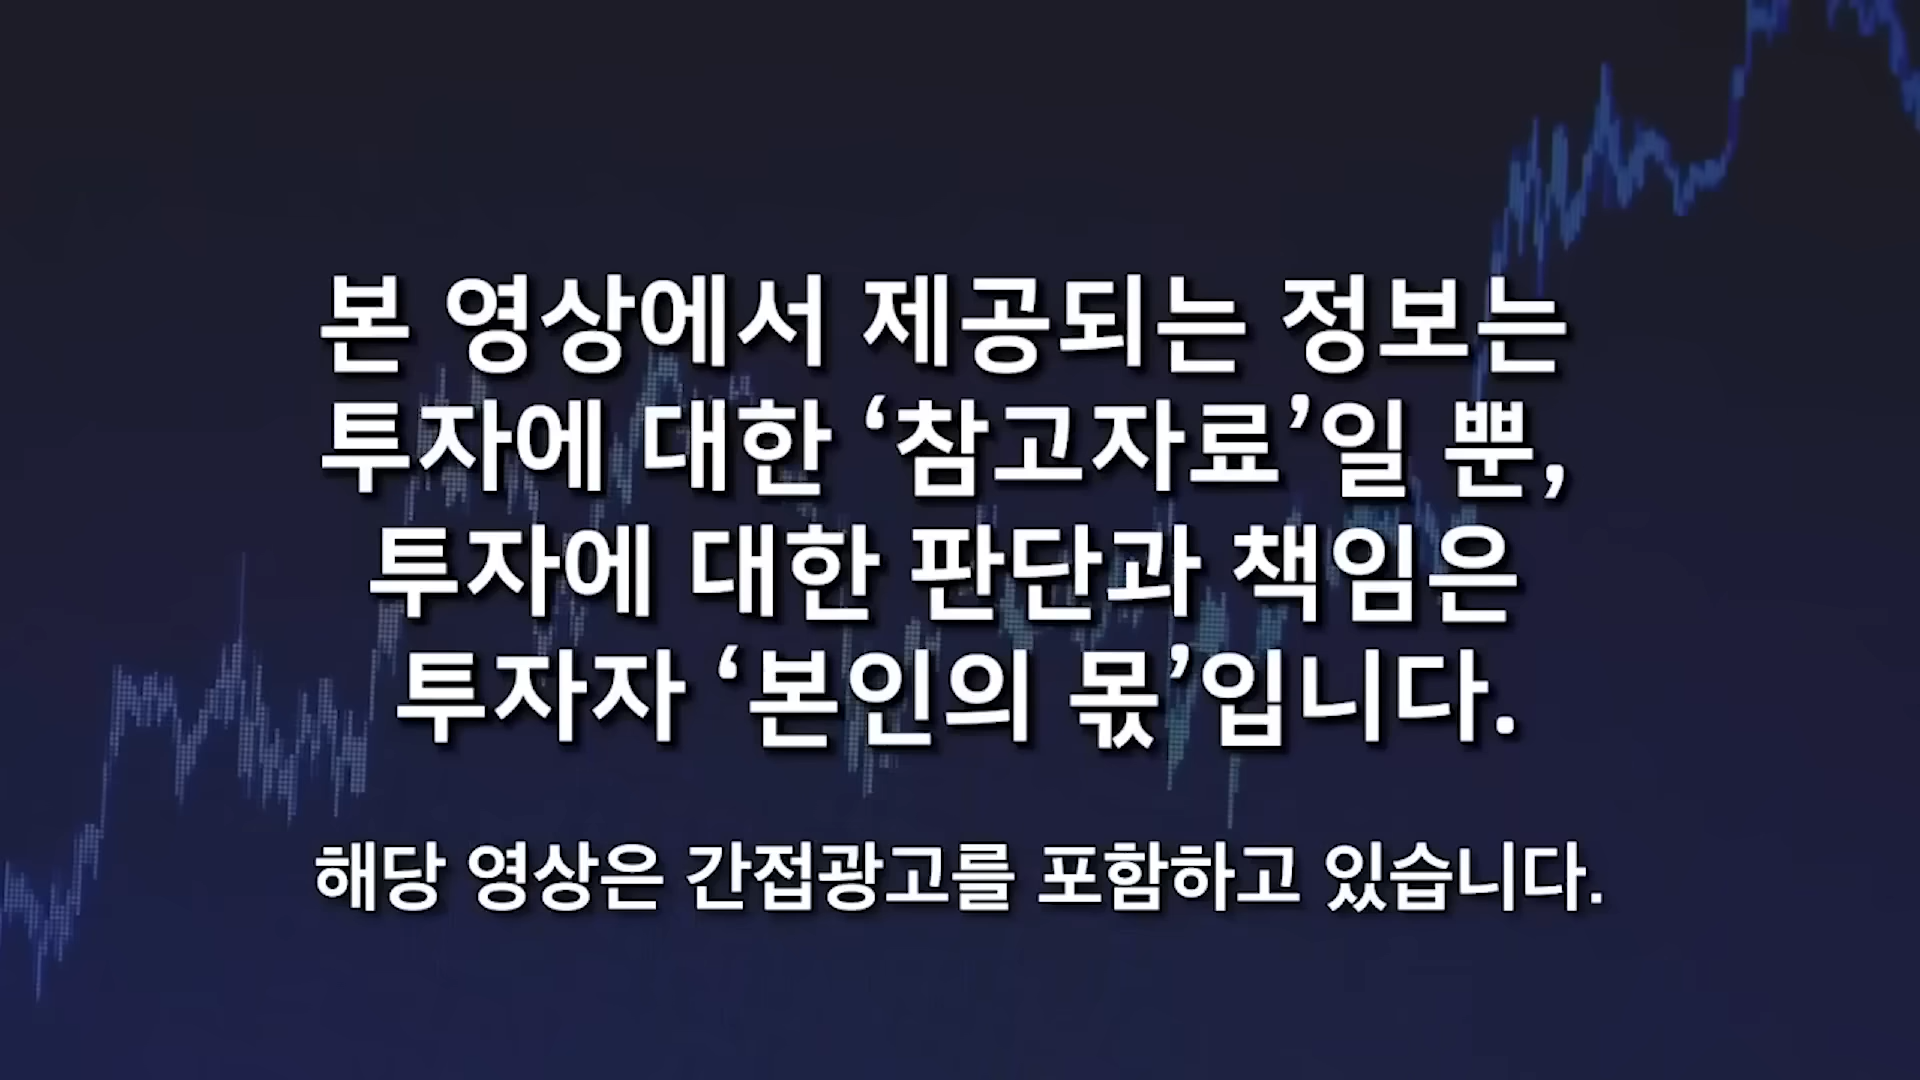 본 영상에서 제공되는 정보는
투자에 대한 ‘참고자료’일 뿐,
투자에 대한 판단과 책임은
투자자 ‘본인의 몫’입니다.
해당 영상은 간접광고를 포함하고 있습니다.